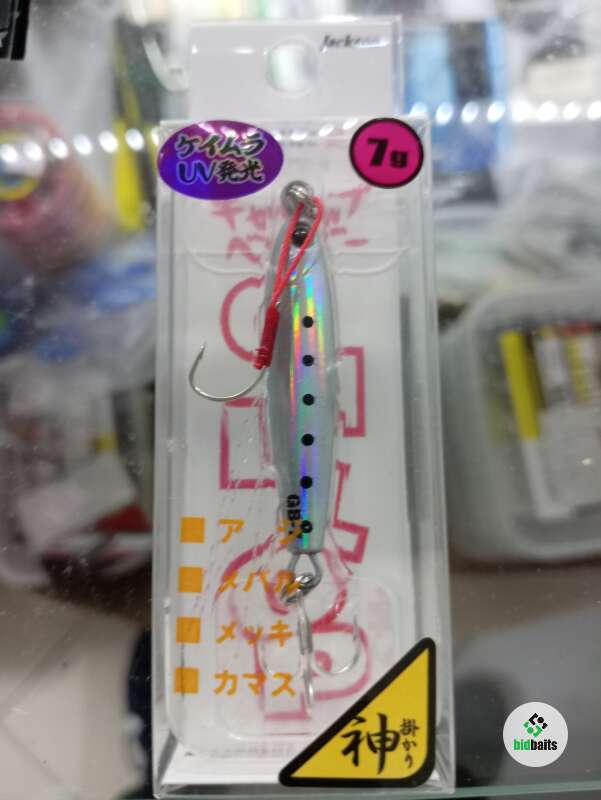 Jackson
ケイムラ
UV発光
7g
GB
アジ
メバル
メッキ
カマス
神
掛かり
bidbaits